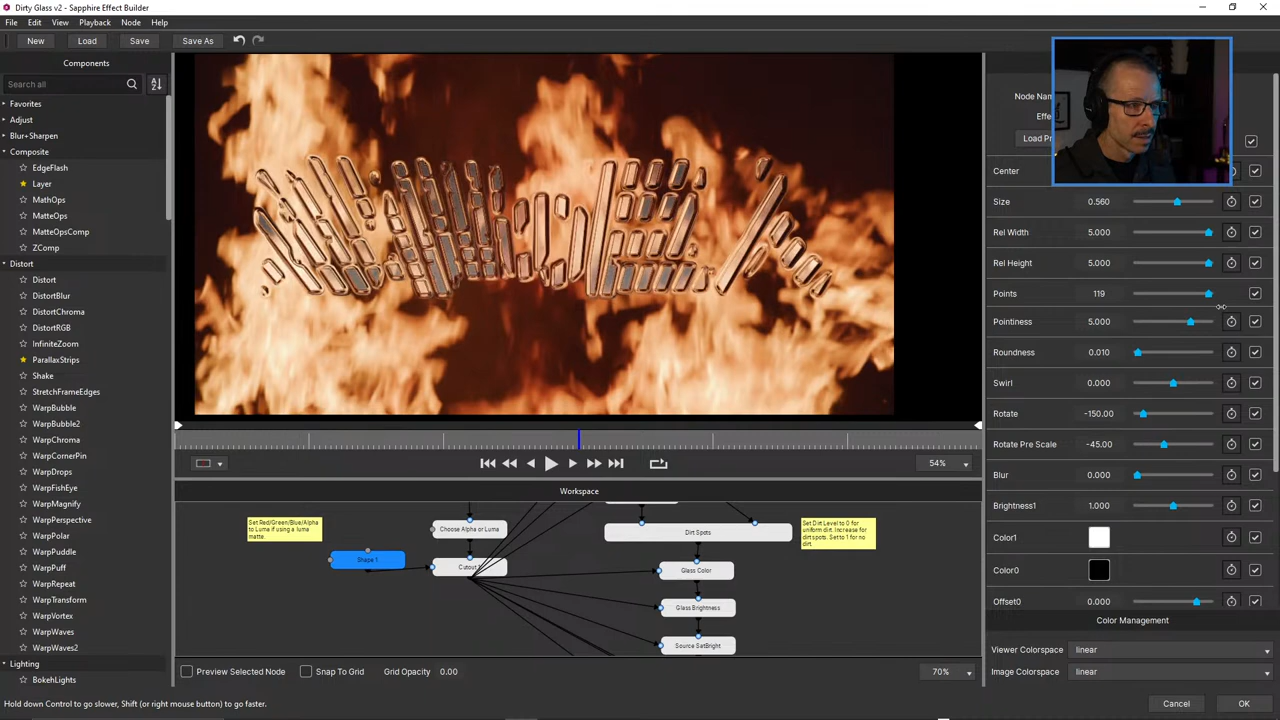 Dirty Glass v2 - Sapphire Effect Builder
File Edit View Playback Node Help
New Load Save Save As
Components
Search all
Favorites
Adjust
Blur+Sharpen
Composite
EdgeFlash
Layer
MathOps
MatteOps
MatteOpsComp
ZComp
Distort
Distort
DistortBlur
DistortChroma
DistortRGB
InfiniteZoom
ParallaxStrips
Shake
StretchFrameEdges
WarpBubble
WarpBubble2
WarpChroma
WarpCornerPin
WarpDrops
WarpFishEye
WarpMagnify
WarpPerspective
WarpPolar
WarpPuddle
WarpPuff
WarpRepeat
WarpTransform
WarpVortex
WarpWaves
WarpWaves2
Lighting
BokehLights
54%
Workspace
Set Red/Green/Blue/Alpha
to Luma if using a luma
matte.
Choose Alpha or Luma
Shape 1
Cutout
Dirt Spots
Set Dirt Level to 0 for
uniform dirt. Increase for
dirt spots. Set to 1 for no
dirt.
Glass Color
Glass Brightness
Source SatBright
Preview Selected Node Snap To Grid Grid Opacity 0.00 70%
Node
Load
Center
Size 0.560
Rel Width 5.000
Rel Height 5.000
Points 119
Pointiness 5.000
Roundness 0.010
Swirl 0.000
Rotate -150.00
Rotate Pre Scale -45.00
Blur 0.000
Brightness1 1.000
Color1
Color0
Offset0 0.000
Color Management
Viewer Colorspace linear
Image Colorspace linear
Hold down Control to go slower, Shift (or right mouse button) to go faster.
Cancel OK